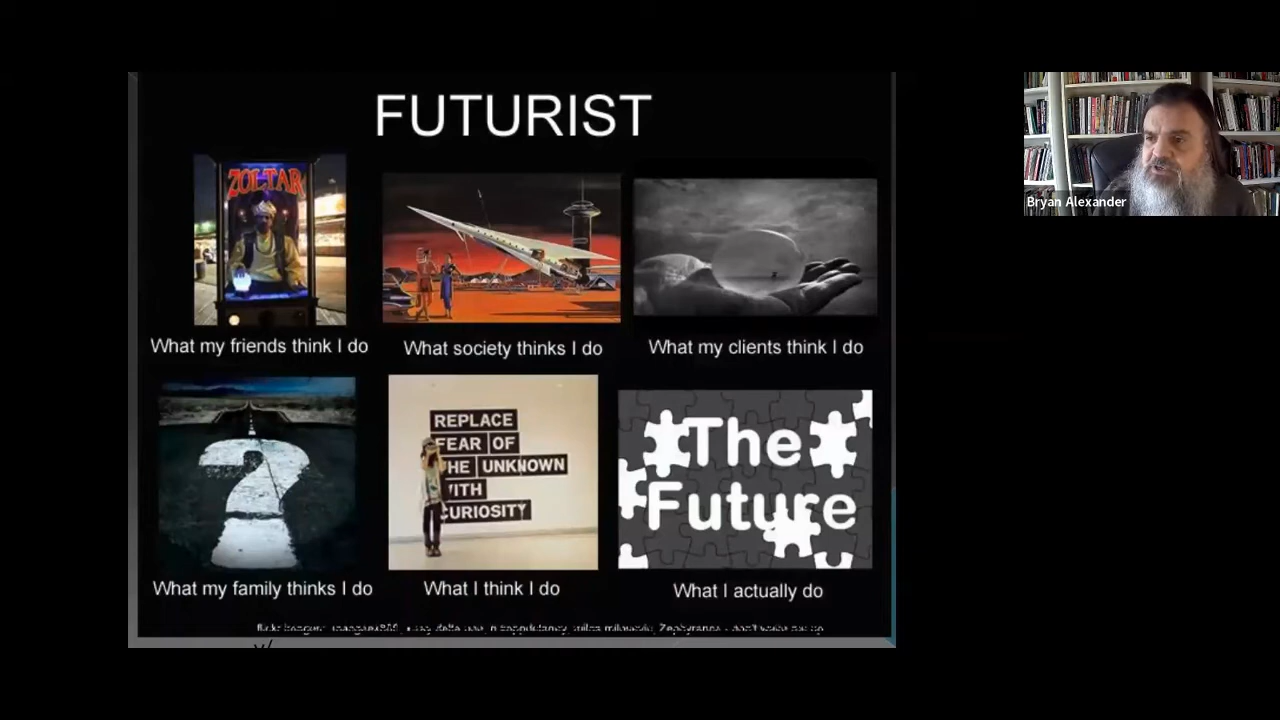 FUTURIST
ZOLTAR
What my friends think I do
What society thinks I do
What my clients think I do
REPLACE
FEAR OF
THE UNKNOWN
WITH
CURIOSITY
The
Future
What my family thinks I do
What I think I do
What I actually do
Bryan Alexander